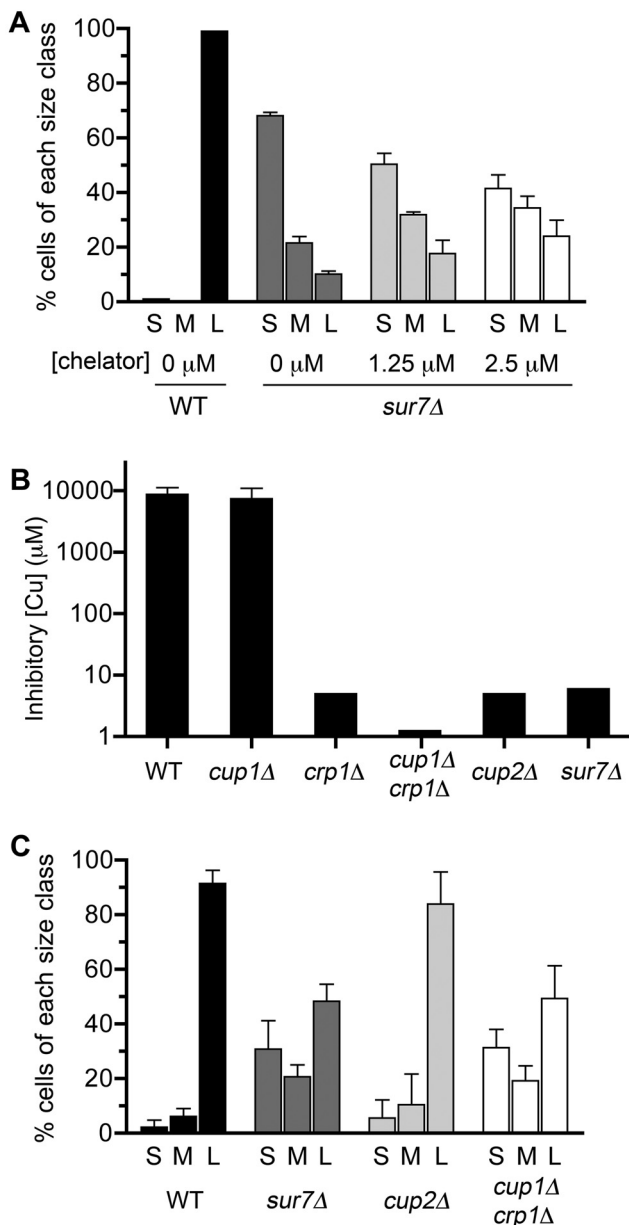 A
% cells of each size class
100
80
60
40
20
0
S M L S M L S M L S M L
[chelator] 0 μM 0 μM 1.25 μM 2.5 μM
WT sur7Δ
B
Inhibitory [Cu] (μM)
10000
1000
100
10
1
WT cup1Δ crp1Δ cup1Δ cup2Δ sur7Δ
crp1Δ
C
% cells of each size class
100
80
60
40
20
0
S M L S M L S M L S M L
WT sur7Δ cup2Δ cup1Δ
crp1Δ